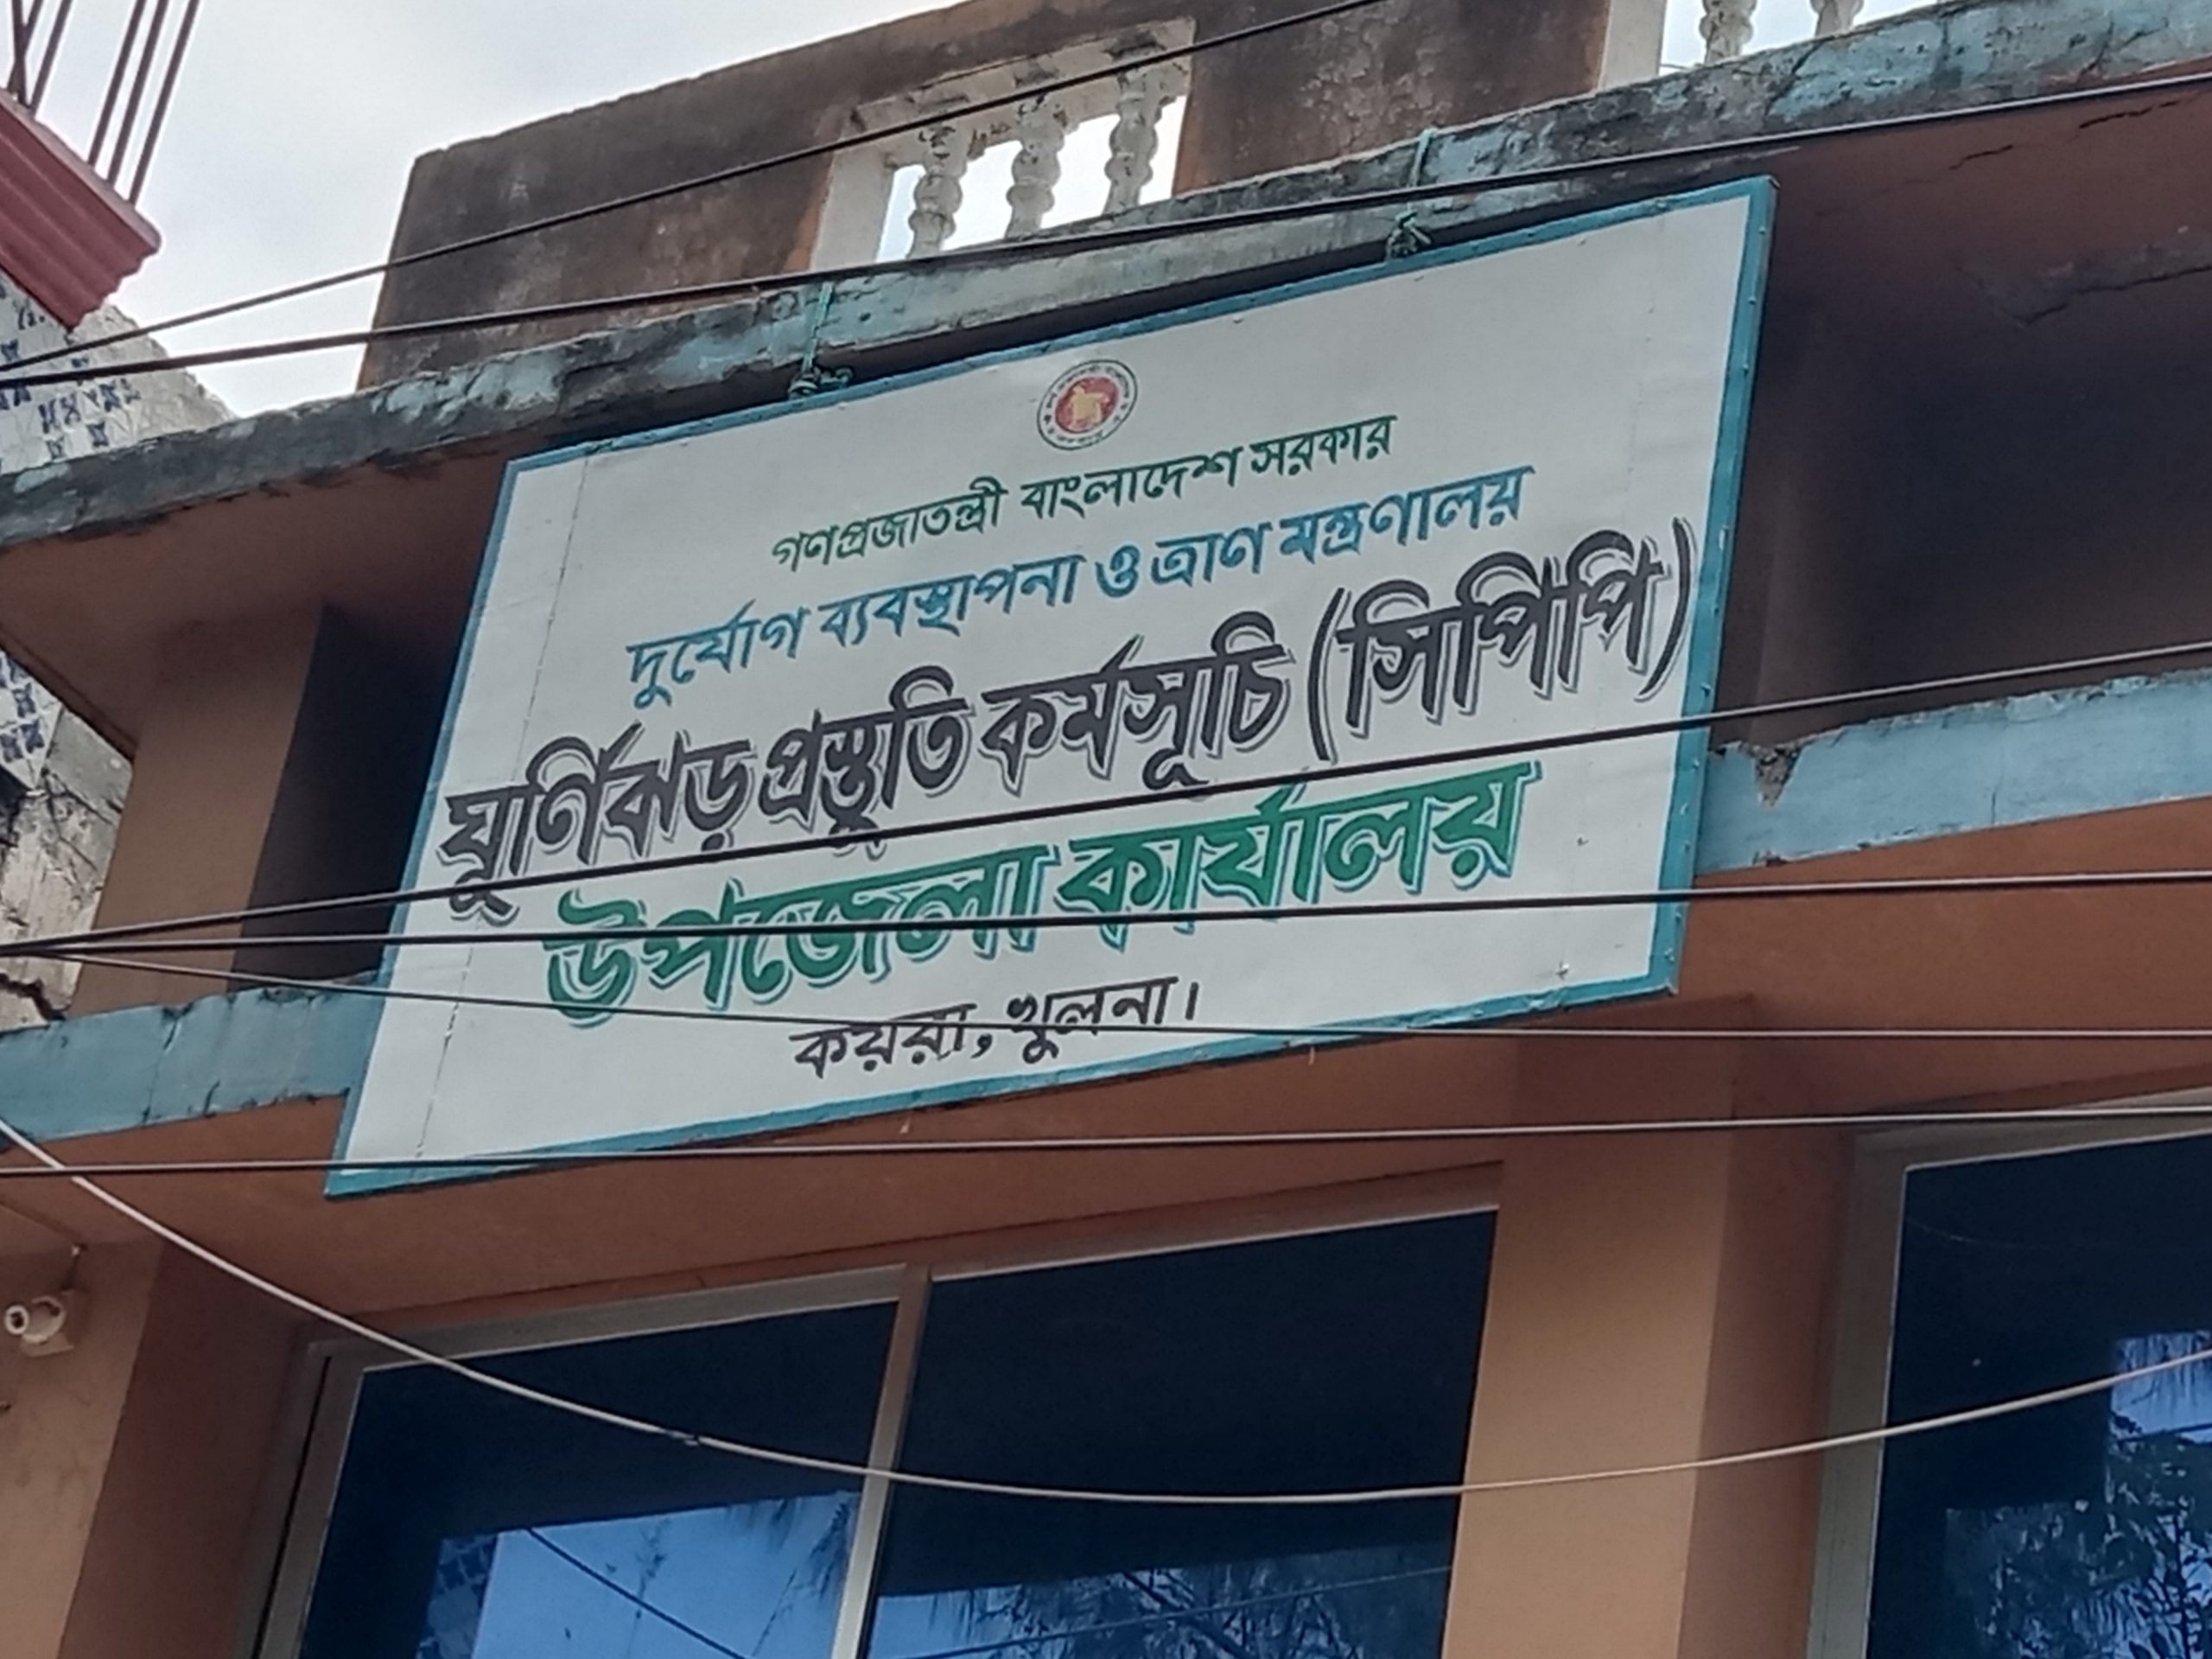 গণপ্রজাতন্ত্রী বাংলাদেশ সরকার
দুর্যোগ ব্যবস্থাপনা ও ত্রাণ মন্ত্রণালয়
ঘূর্ণিঝড় প্রস্তুতি কর্মসূচি (সিপিপি)
উপজেলা কার্যালয়
কয়রা, খুলনা।